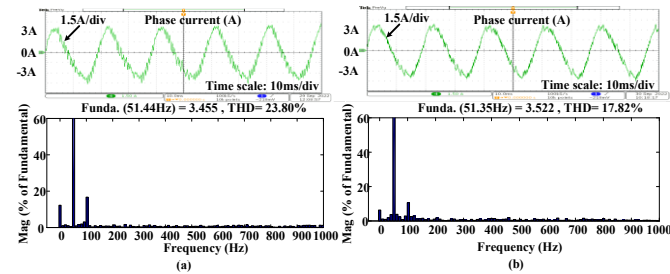 1.5A/div
Phase current (A)
3A
0A
-3A
Time scale: 10ms/div
Funda. (51.44Hz) = 3.455 , THD= 23.80%
Mag (% of Fundamental)
60
40
20
0
0 100 200 300 400 500 600 700 800 900 1000
Frequency (Hz)
(a)
1.5A/div
Phase current (A)
3A
0A
-3A
Time scale: 10ms/div
Funda. (51.35Hz) = 3.522 , THD= 17.82%
Mag (% of Fundamental)
60
40
20
0
0 100 200 300 400 500 600 700 800 900 1000
Frequency (Hz)
(b)